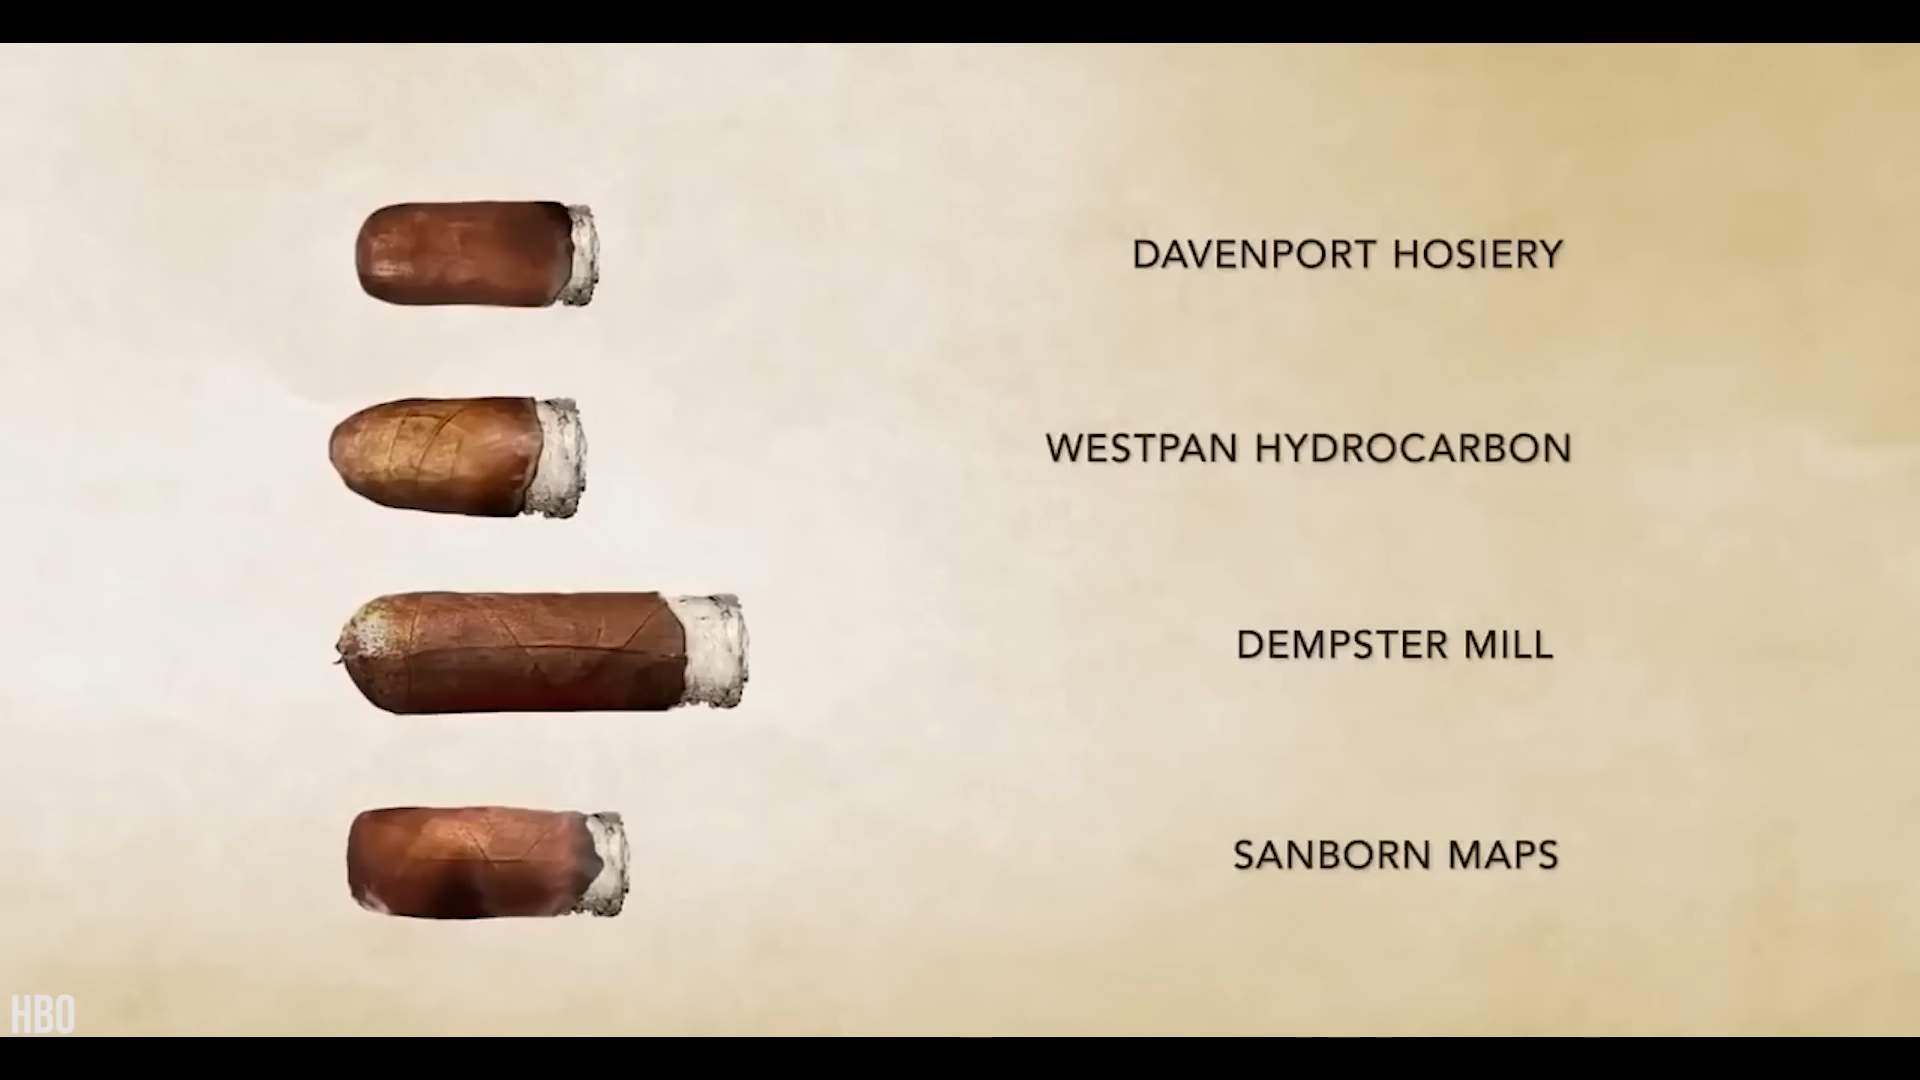 DAVENPORT HOSIERY
WESTPAN HYDROCARBON
DEMPSTER MILL
SANBORN MAPS
HBO